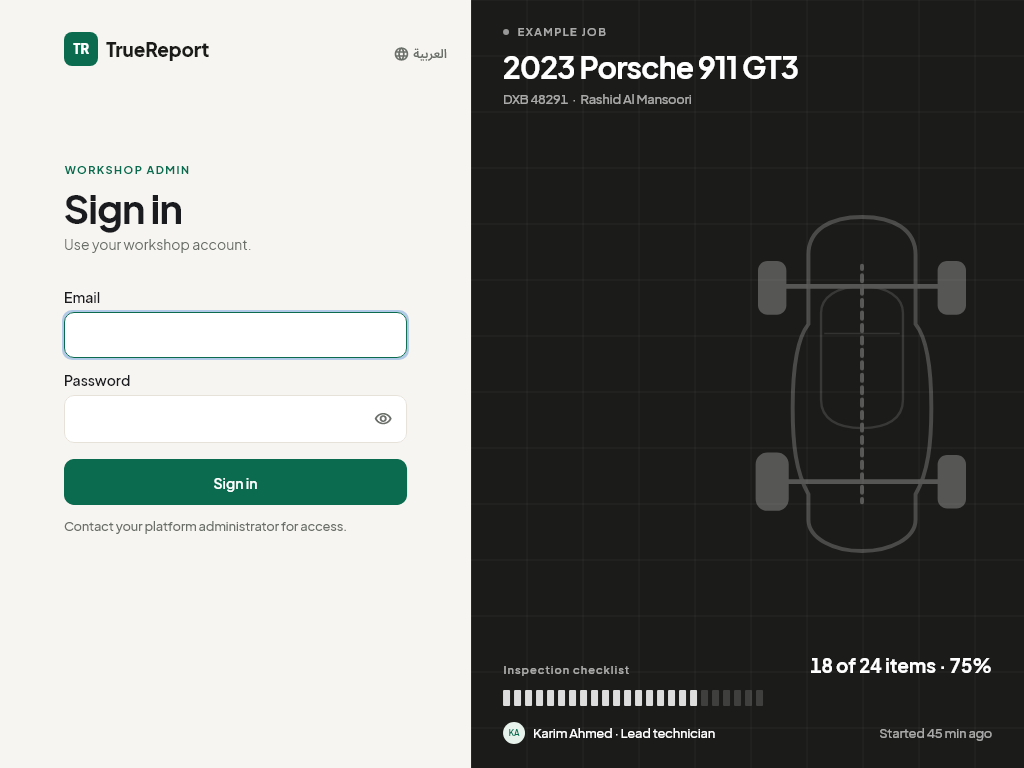 TR TrueReport
العربية
WORKSHOP ADMIN
Sign in
Use your workshop account.
Email
Password
Sign in
Contact your platform administrator for access.
EXAMPLE JOB
2023 Porsche 911 GT3
DXB 48291 · Rashid Al Mansoori
Inspection checklist
18 of 24 items · 75%
KA Karim Ahmed · Lead technician
Started 45 min ago